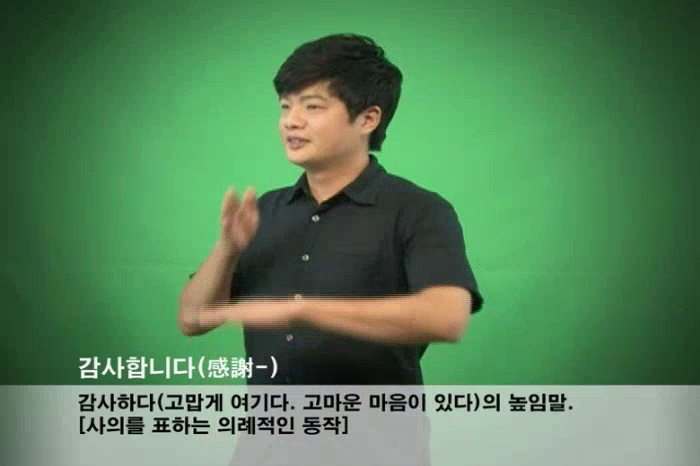 감사합니다(感謝-)
감사하다(고맙게 여기다. 고마운 마음이 있다)의 높임말.
[사의를 표하는 의례적인 동작]